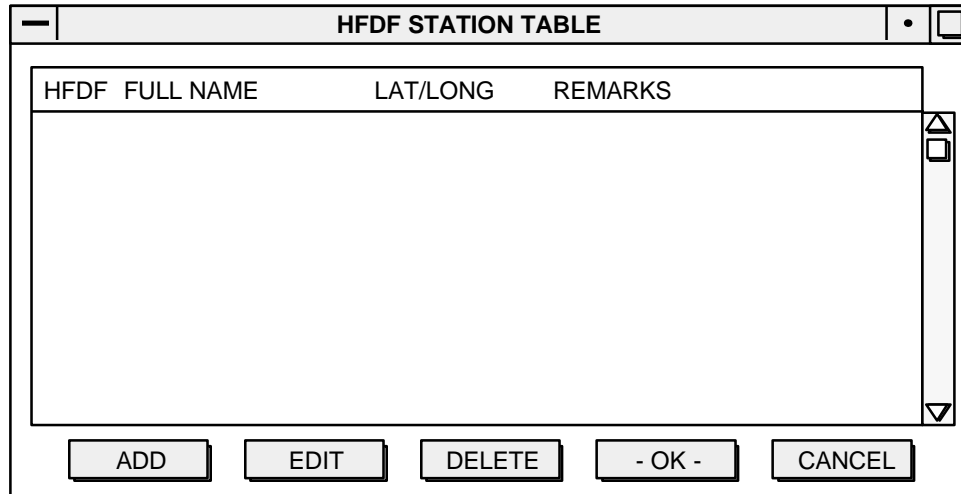 HFDF STATION TABLE
HFDF FULL NAME LAT/LONG REMARKS
ADD EDIT DELETE - OK - CANCEL